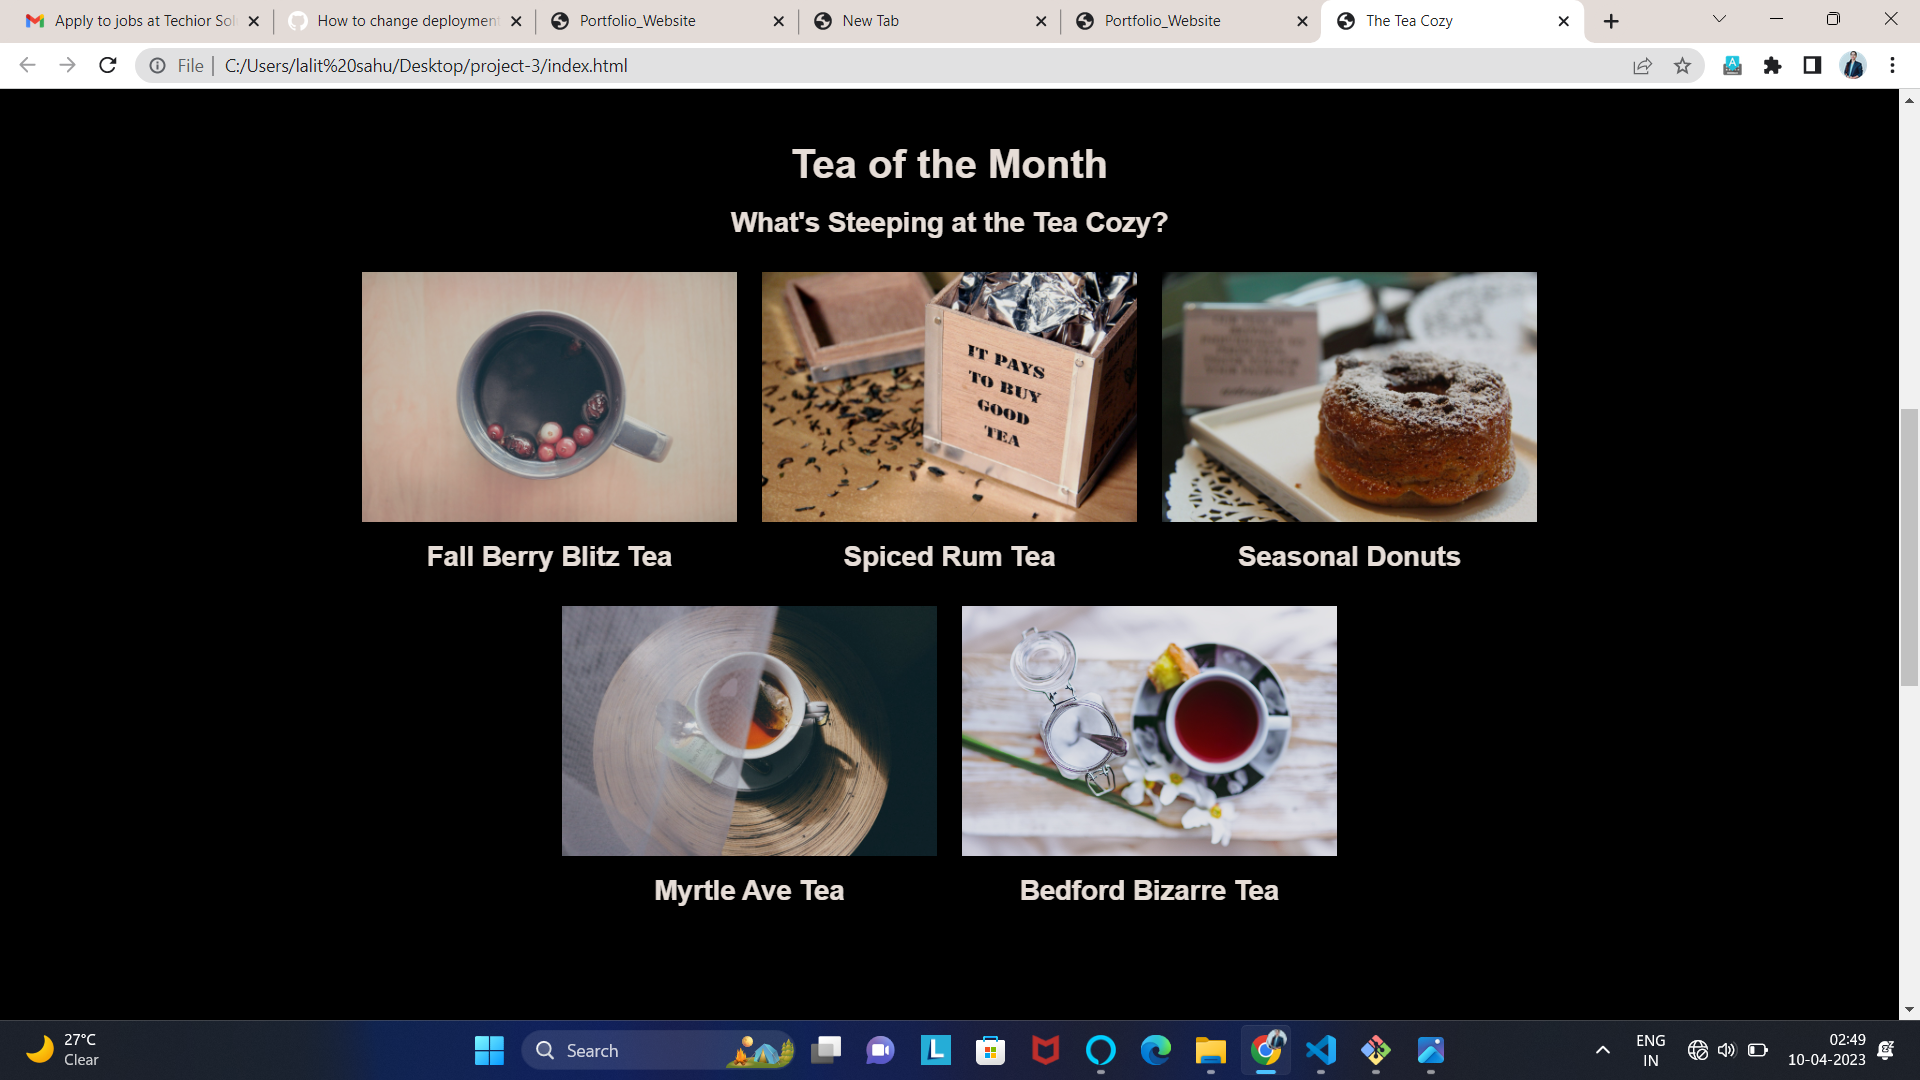 Apply to jobs at Techior Sol
How to change deployment
Portfolio_Website
New Tab
Portfolio_Website
The Tea Cozy
File
C:/Users/lalit%20sahu/Desktop/project-3/index.html
Tea of the Month
What's Steeping at the Tea Cozy?
IT PAYS
TO BUY
GOOD
TEA
Fall Berry Blitz Tea
Spiced Rum Tea
Seasonal Donuts
Myrtle Ave Tea
Bedford Bizarre Tea
27°C
Clear
Search
ENG
IN
02:49
10-04-2023